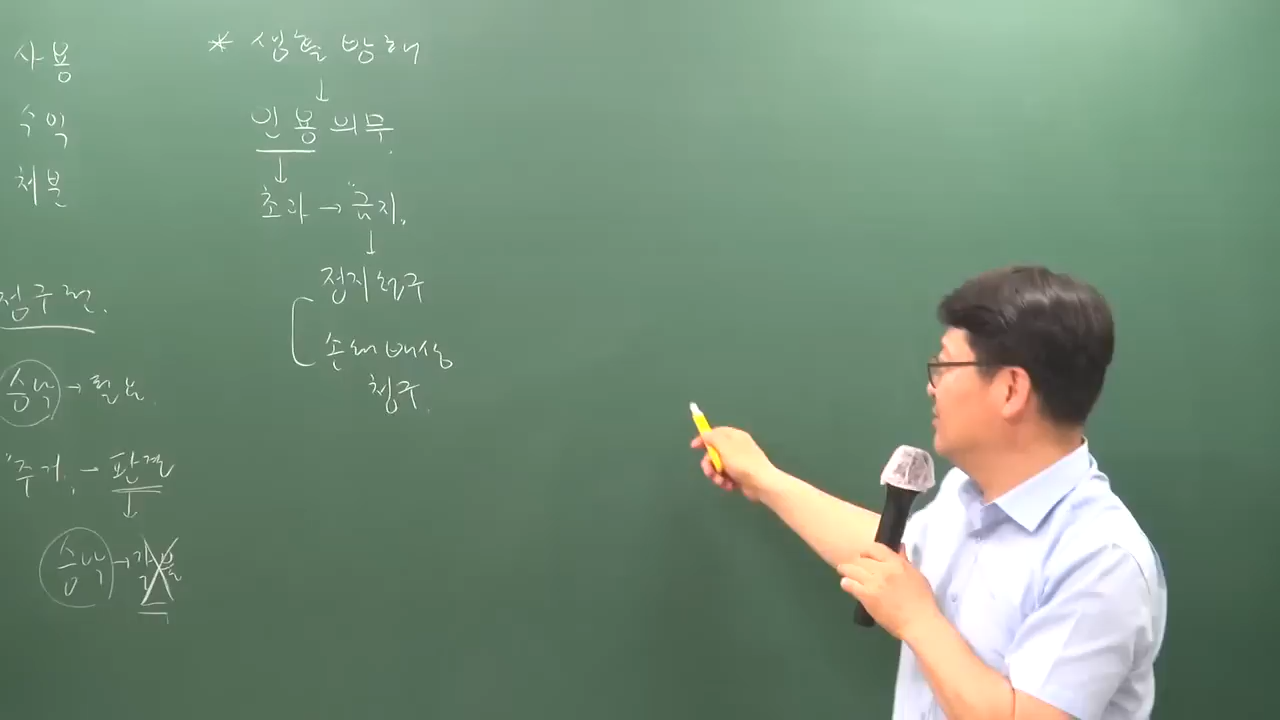 사용
수익
처분
점유권.
승낙 → 필요.
"주거" → 판결
↓
승낙 →
* 생활방해
↓
인용의무.
↓
초과 → "금지"
↓
정지청구
손해배상
청구.